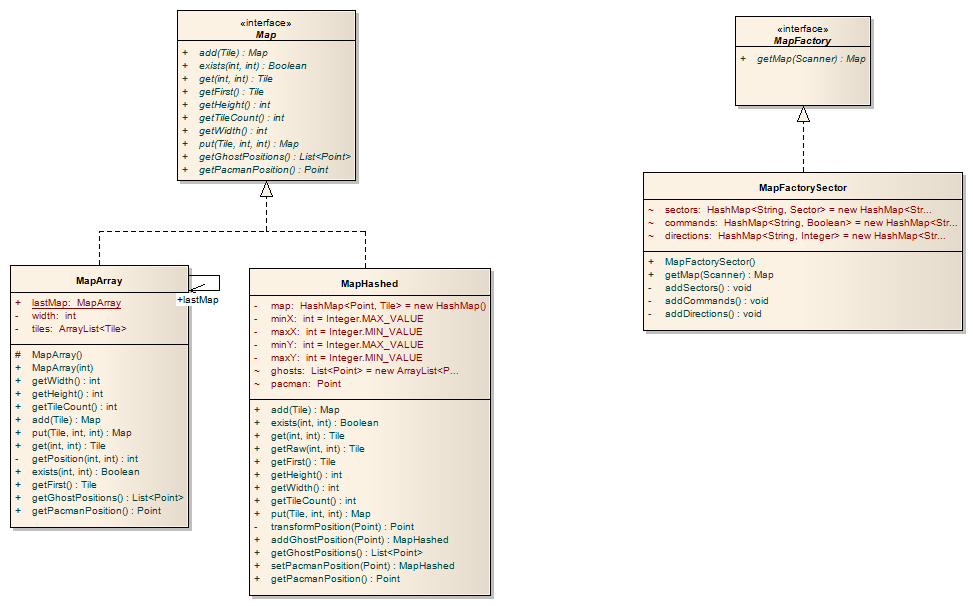 «interface»
Map
+ add(Tile) : Map
+ exists(int, int) : Boolean
+ get(int, int) : Tile
+ getFirst() : Tile
+ getHeight() : int
+ getTileCount() : int
+ getWidth() : int
+ put(Tile, int, int) : Map
+ getGhostPositions() : List<Point>
+ getPacmanPosition() : Point
«interface»
MapFactory
+ getMap(Scanner) : Map
MapFactorySector
~ sectors: HashMap<String, Sector> = new HashMap<Str...
~ commands: HashMap<String, Boolean> = new HashMap<Str...
~ directions: HashMap<String, Integer> = new HashMap<Str...
+ MapFactorySector()
+ getMap(Scanner) : Map
- addSectors() : void
- addCommands() : void
- addDirections() : void
MapArray
+ lastMap: MapArray
- width: int
- tiles: ArrayList<Tile>
# MapArray()
+ MapArray(int)
+ getWidth() : int
+ getHeight() : int
+ getTileCount() : int
+ add(Tile) : Map
+ put(Tile, int, int) : Map
+ get(int, int) : Tile
- getPosition(int, int) : int
+ exists(int, int) : Boolean
+ getFirst() : Tile
+ getGhostPositions() : List<Point>
+ getPacmanPosition() : Point
+lastMap
MapHashed
- map: HashMap<Point, Tile> = new HashMap()
- minX: int = Integer.MAX_VALUE
- maxX: int = Integer.MIN_VALUE
- minY: int = Integer.MAX_VALUE
- maxY: int = Integer.MIN_VALUE
~ ghosts: List<Point> = new ArrayList<P...
~ pacman: Point
+ add(Tile) : Map
+ exists(int, int) : Boolean
+ get(int, int) : Tile
+ getRaw(int, int) : Tile
+ getFirst() : Tile
+ getHeight() : int
+ getWidth() : int
+ getTileCount() : int
+ put(Tile, int, int) : Map
- transformPosition(Point) : Point
+ addGhostPosition(Point) : MapHashed
+ getGhostPositions() : List<Point>
+ setPacmanPosition(Point) : MapHashed
+ getPacmanPosition() : Point